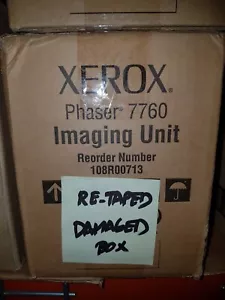 XEROX®
Phaser® 7760
Imaging Unit
Reorder Number
108R00713
RE-TAPED
DAMAGED
BOX